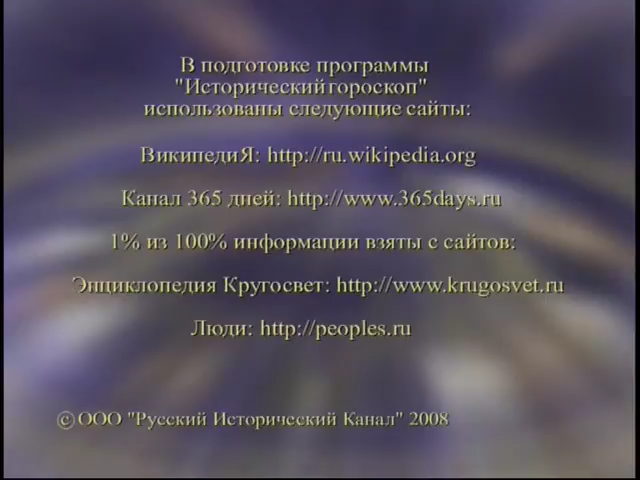 В подготовке программы
"Исторический гороскоп"
использованы следующие сайты:
ВикипедиЯ: http://ru.wikipedia.org
Канал 365 дней: http://www.365days.ru
1% из 100% информации взяты с сайтов:
Энциклопедия Кругосвет: http://www.krugosvet.ru
Люди: http://peoples.ru
© ООО "Русский Исторический Канал" 2008